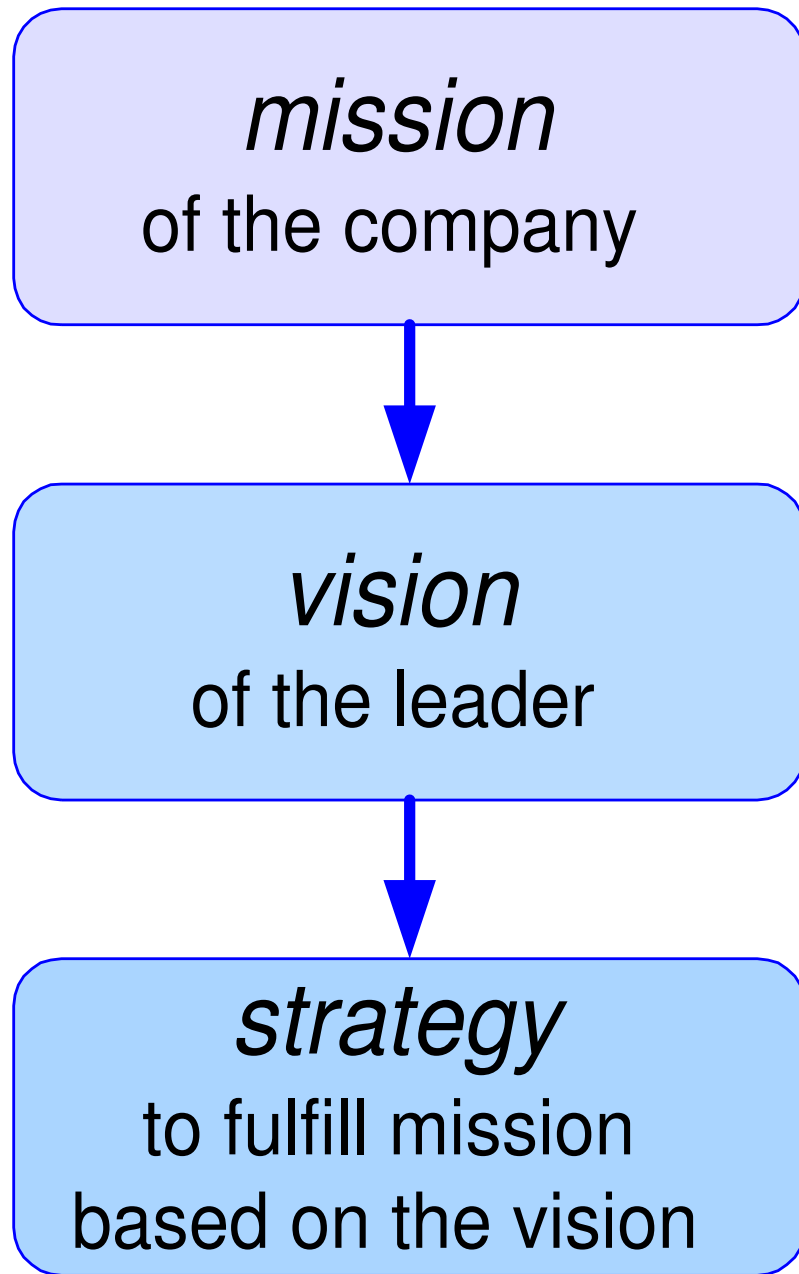 mission
of the company
vision
of the leader
strategy
to fulfill mission
based on the vision